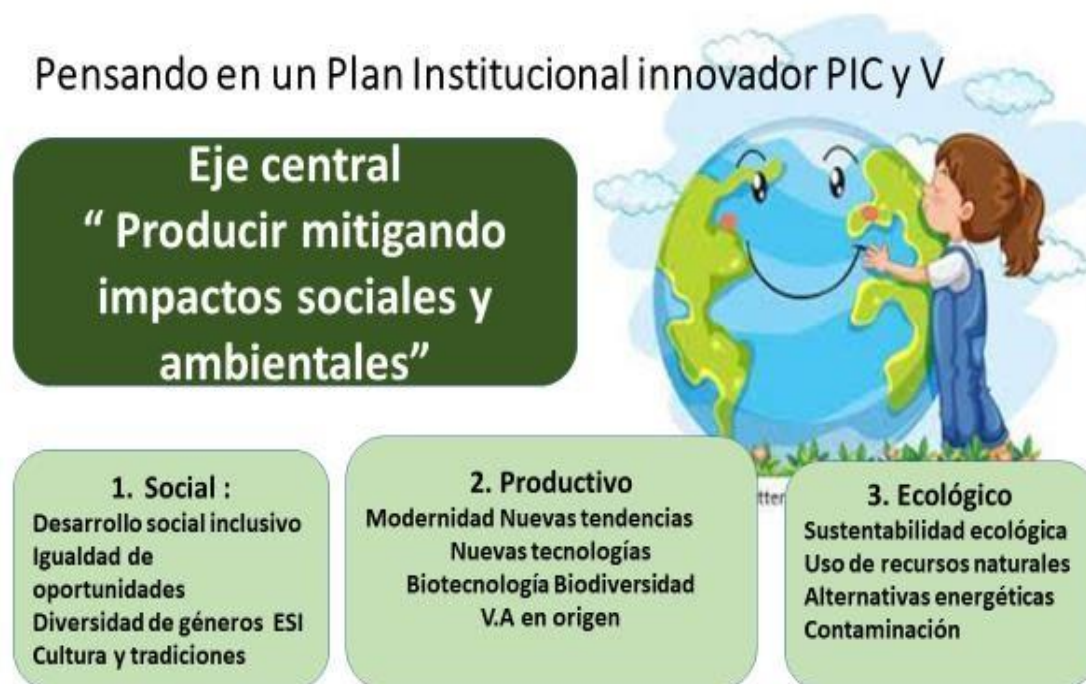 Pensando en un Plan Institucional innovador PIC y V
Eje central
“ Producir mitigando
impactos sociales y
ambientales”
1. Social :
Desarrollo social inclusivo
Igualdad de
oportunidades
Diversidad de géneros ESI
Cultura y tradiciones
2. Productivo
Modernidad Nuevas tendencias
Nuevas tecnologías
Biotecnología Biodiversidad
V.A en origen
3. Ecológico
Sustentabilidad ecológica
Uso de recursos naturales
Alternativas energéticas
Contaminación